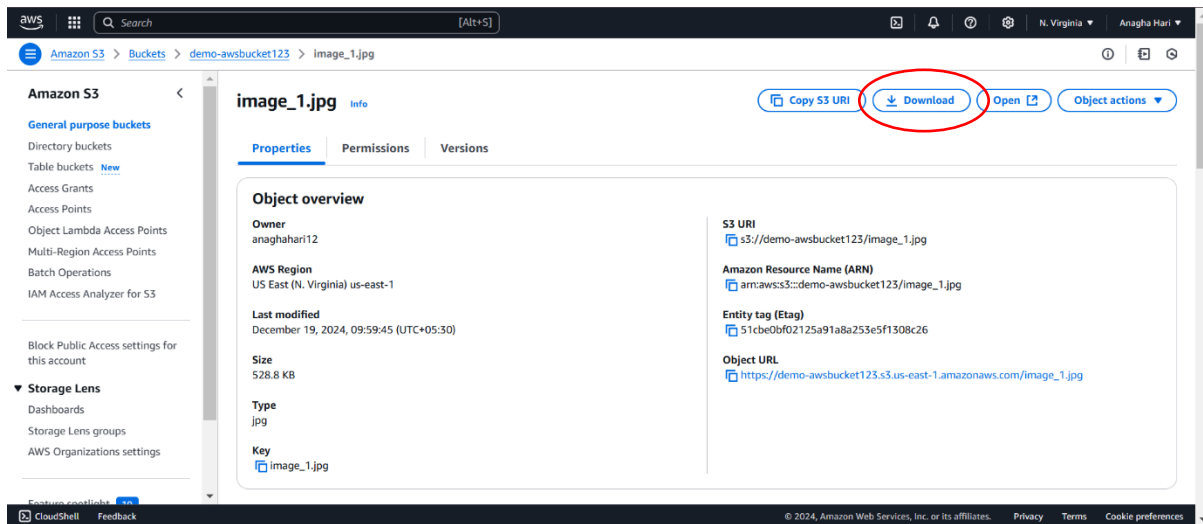 aws
Search
[Alt+S]
N. Virginia
Anagha Hari
Amazon S3 > Buckets > demo-awsbucket123 > image_1.jpg
Amazon S3
General purpose buckets
Directory buckets
Table buckets New
Access Grants
Access Points
Object Lambda Access Points
Multi-Region Access Points
Batch Operations
IAM Access Analyzer for S3
Block Public Access settings for
this account
Storage Lens
Dashboards
Storage Lens groups
AWS Organizations settings
Feature spotlight 10
image_1.jpg Info
Copy S3 URI
Download
Open
Object actions
Properties
Permissions
Versions
Object overview
Owner
anaghahari12
AWS Region
US East (N. Virginia) us-east-1
Last modified
December 19, 2024, 09:59:45 (UTC+05:30)
Size
528.8 KB
Type
jpg
Key
image_1.jpg
S3 URI
s3://demo-awsbucket123/image_1.jpg
Amazon Resource Name (ARN)
arn:aws:s3:::demo-awsbucket123/image_1.jpg
Entity tag (Etag)
51cbe0bf02125a91a8a253e5f1308c26
Object URL
https://demo-awsbucket123.s3.us-east-1.amazonaws.com/image_1.jpg
CloudShell
Feedback
© 2024, Amazon Web Services, Inc. or its affiliates.
Privacy
Terms
Cookie preferences